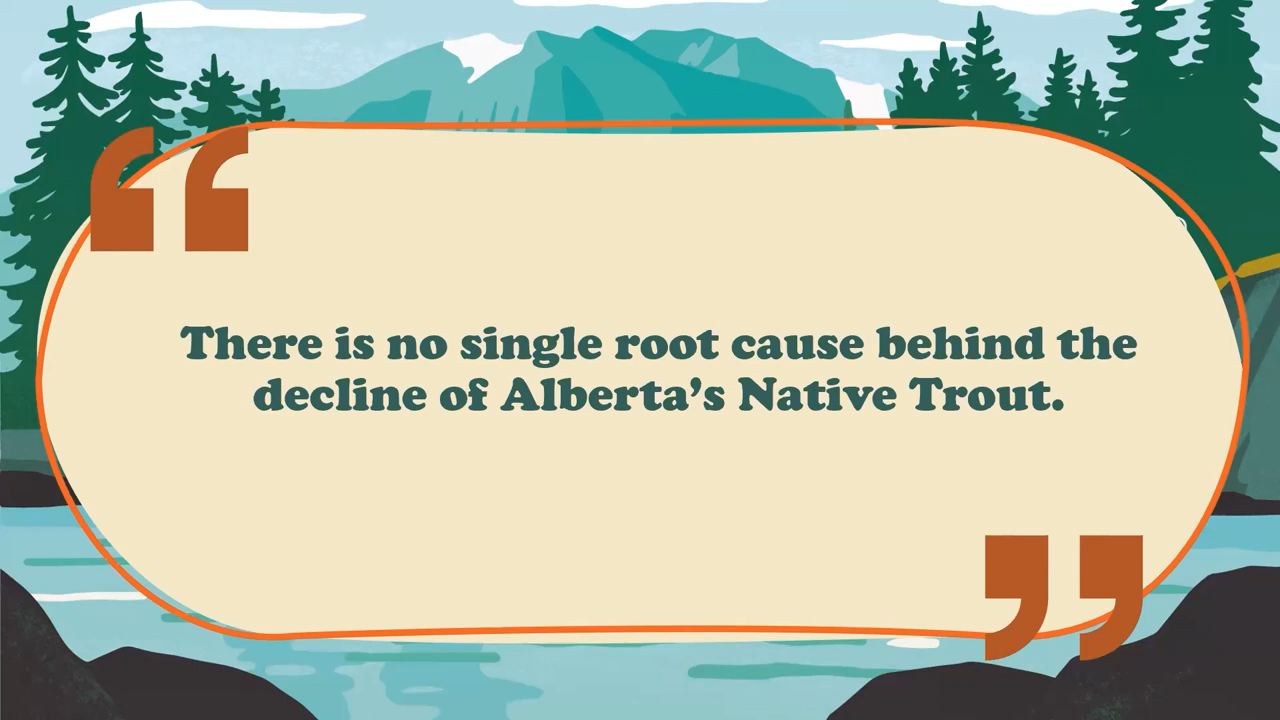 There is no single root cause behind the
decline of Alberta’s Native Trout.